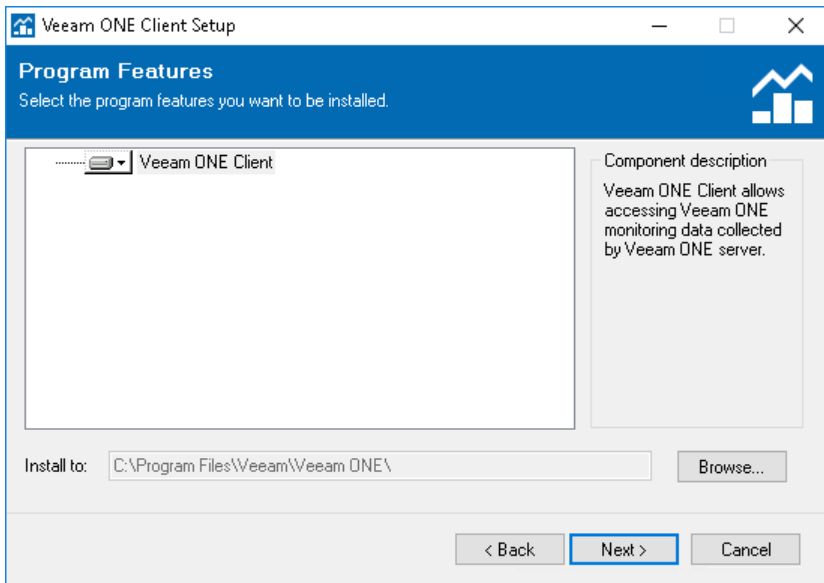 Veeam ONE Client Setup
Program Features
Select the program features you want to be installed.
Veeam ONE Client
Component description
Veeam ONE Client allows
accessing Veeam ONE
monitoring data collected
by Veeam ONE server.
Install to:
C:\Program Files\Veeam\Veeam ONE\
Browse...
< Back
Next >
Cancel